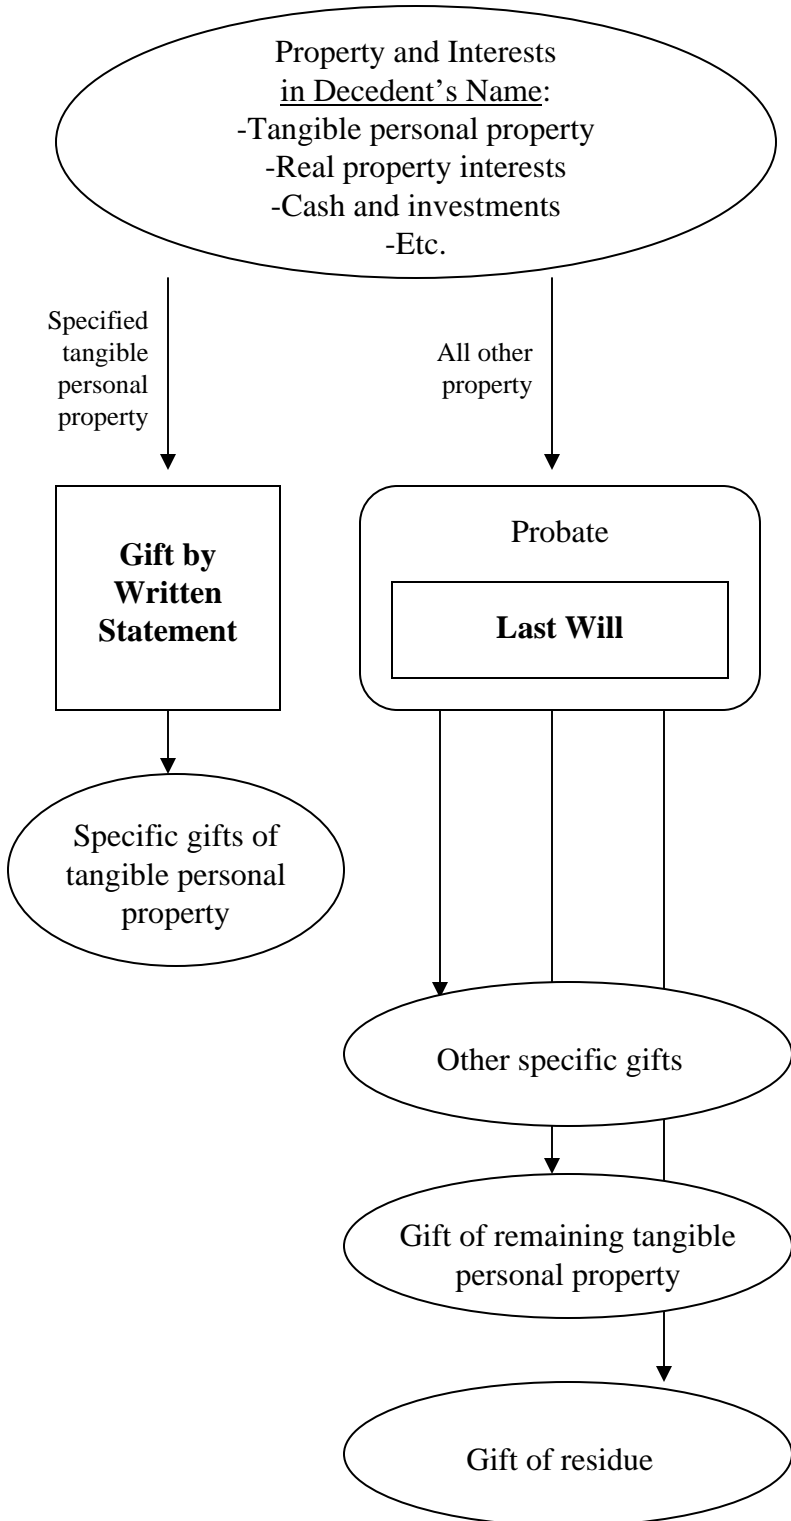 Property and Interests
in Decedent’s Name:
-Tangible personal property
-Real property interests
-Cash and investments
-Etc.
Specified
tangible
personal
property
All other
property
Gift by
Written
Statement
Probate
Last Will
Specific gifts of
tangible personal
property
Other specific gifts
Gift of remaining tangible
personal property
Gift of residue